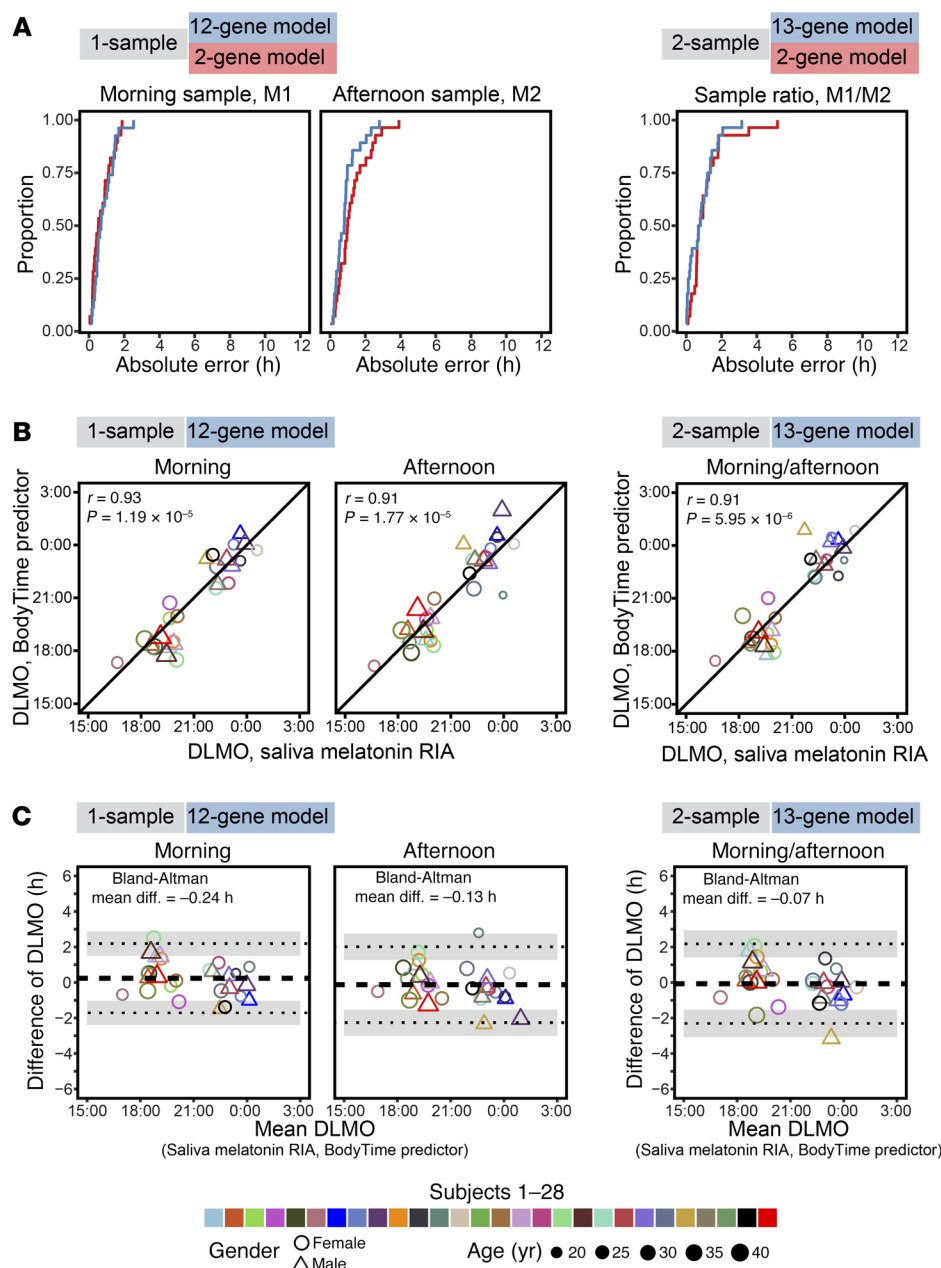 A
1-sample
12-gene model
2-gene model
2-sample
13-gene model
2-gene model
Morning sample, M1
Afternoon sample, M2
Sample ratio, M1/M2
Proportion
1.00
0.75
0.50
0.25
0.00
0 2 4 6 8 10 12
Absolute error (h)
0 2 4 6 8 10 12
Absolute error (h)
Proportion
1.00
0.75
0.50
0.25
0.00
0 2 4 6 8 10 12
Absolute error (h)
B
1-sample 12-gene model
2-sample 13-gene model
Morning
Afternoon
Morning/afternoon
DLMO, BodyTime predictor
3:00
0:00
21:00
18:00
15:00
r = 0.93
P = 1.19 × 10⁻⁵
r = 0.91
P = 1.77 × 10⁻⁵
DLMO, BodyTime predictor
3:00
0:00
21:00
18:00
15:00
r = 0.91
P = 5.95 × 10⁻⁶
15:00 18:00 21:00 0:00 3:00
15:00 18:00 21:00 0:00 3:00
15:00 18:00 21:00 0:00 3:00
DLMO, saliva melatonin RIA
DLMO, saliva melatonin RIA
C
1-sample 12-gene model
2-sample 13-gene model
Morning
Afternoon
Morning/afternoon
Difference of DLMO (h)
6
4
2
0
−2
−4
−6
Bland-Altman
mean diff. = −0.24 h
Bland-Altman
mean diff. = −0.13 h
Difference of DLMO (h)
6
4
2
0
−2
−4
−6
Bland-Altman
mean diff. = −0.07 h
15:00 18:00 21:00 0:00 3:00
15:00 18:00 21:00 0:00 3:00
15:00 18:00 21:00 0:00 3:00
Mean DLMO
(Saliva melatonin RIA, BodyTime predictor)
Mean DLMO
(Saliva melatonin RIA, BodyTime predictor)
Subjects 1–28
Gender
Female
Male
Age (yr) 20 25 30 35 40